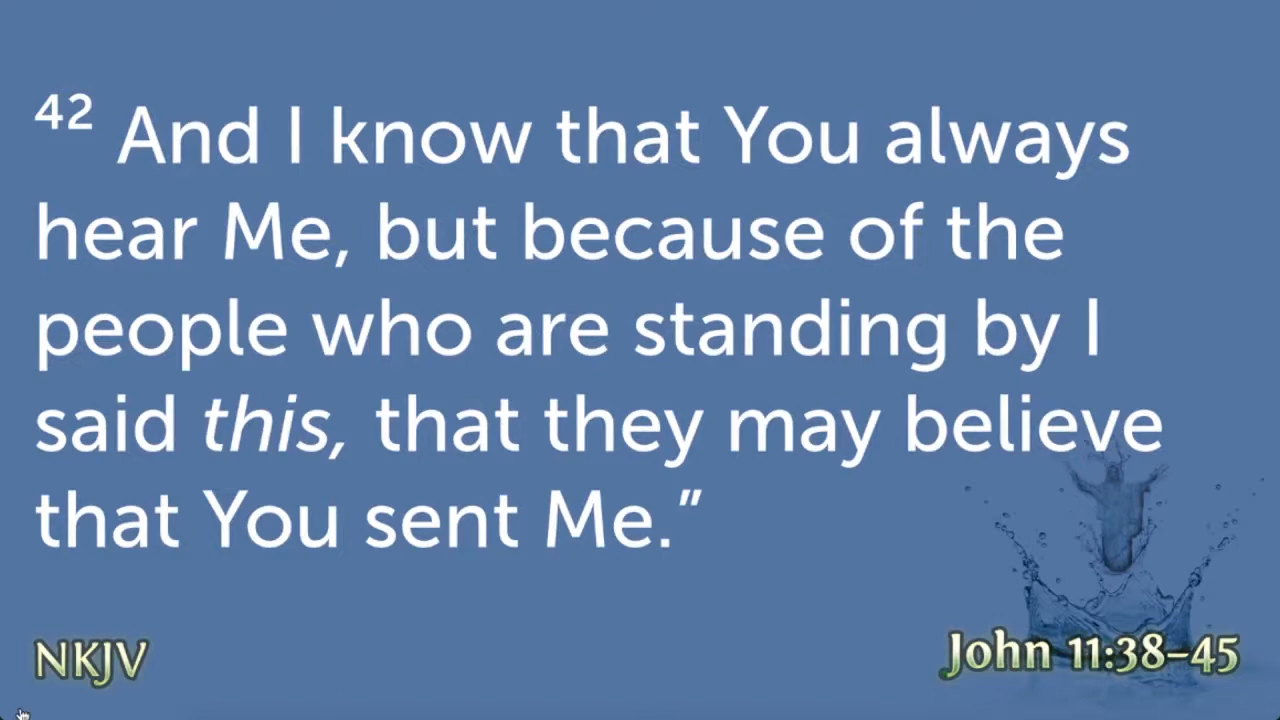 42 And I know that You always
hear Me, but because of the
people who are standing by I
said this, that they may believe
that You sent Me.”
NKJV
John 11:38–45